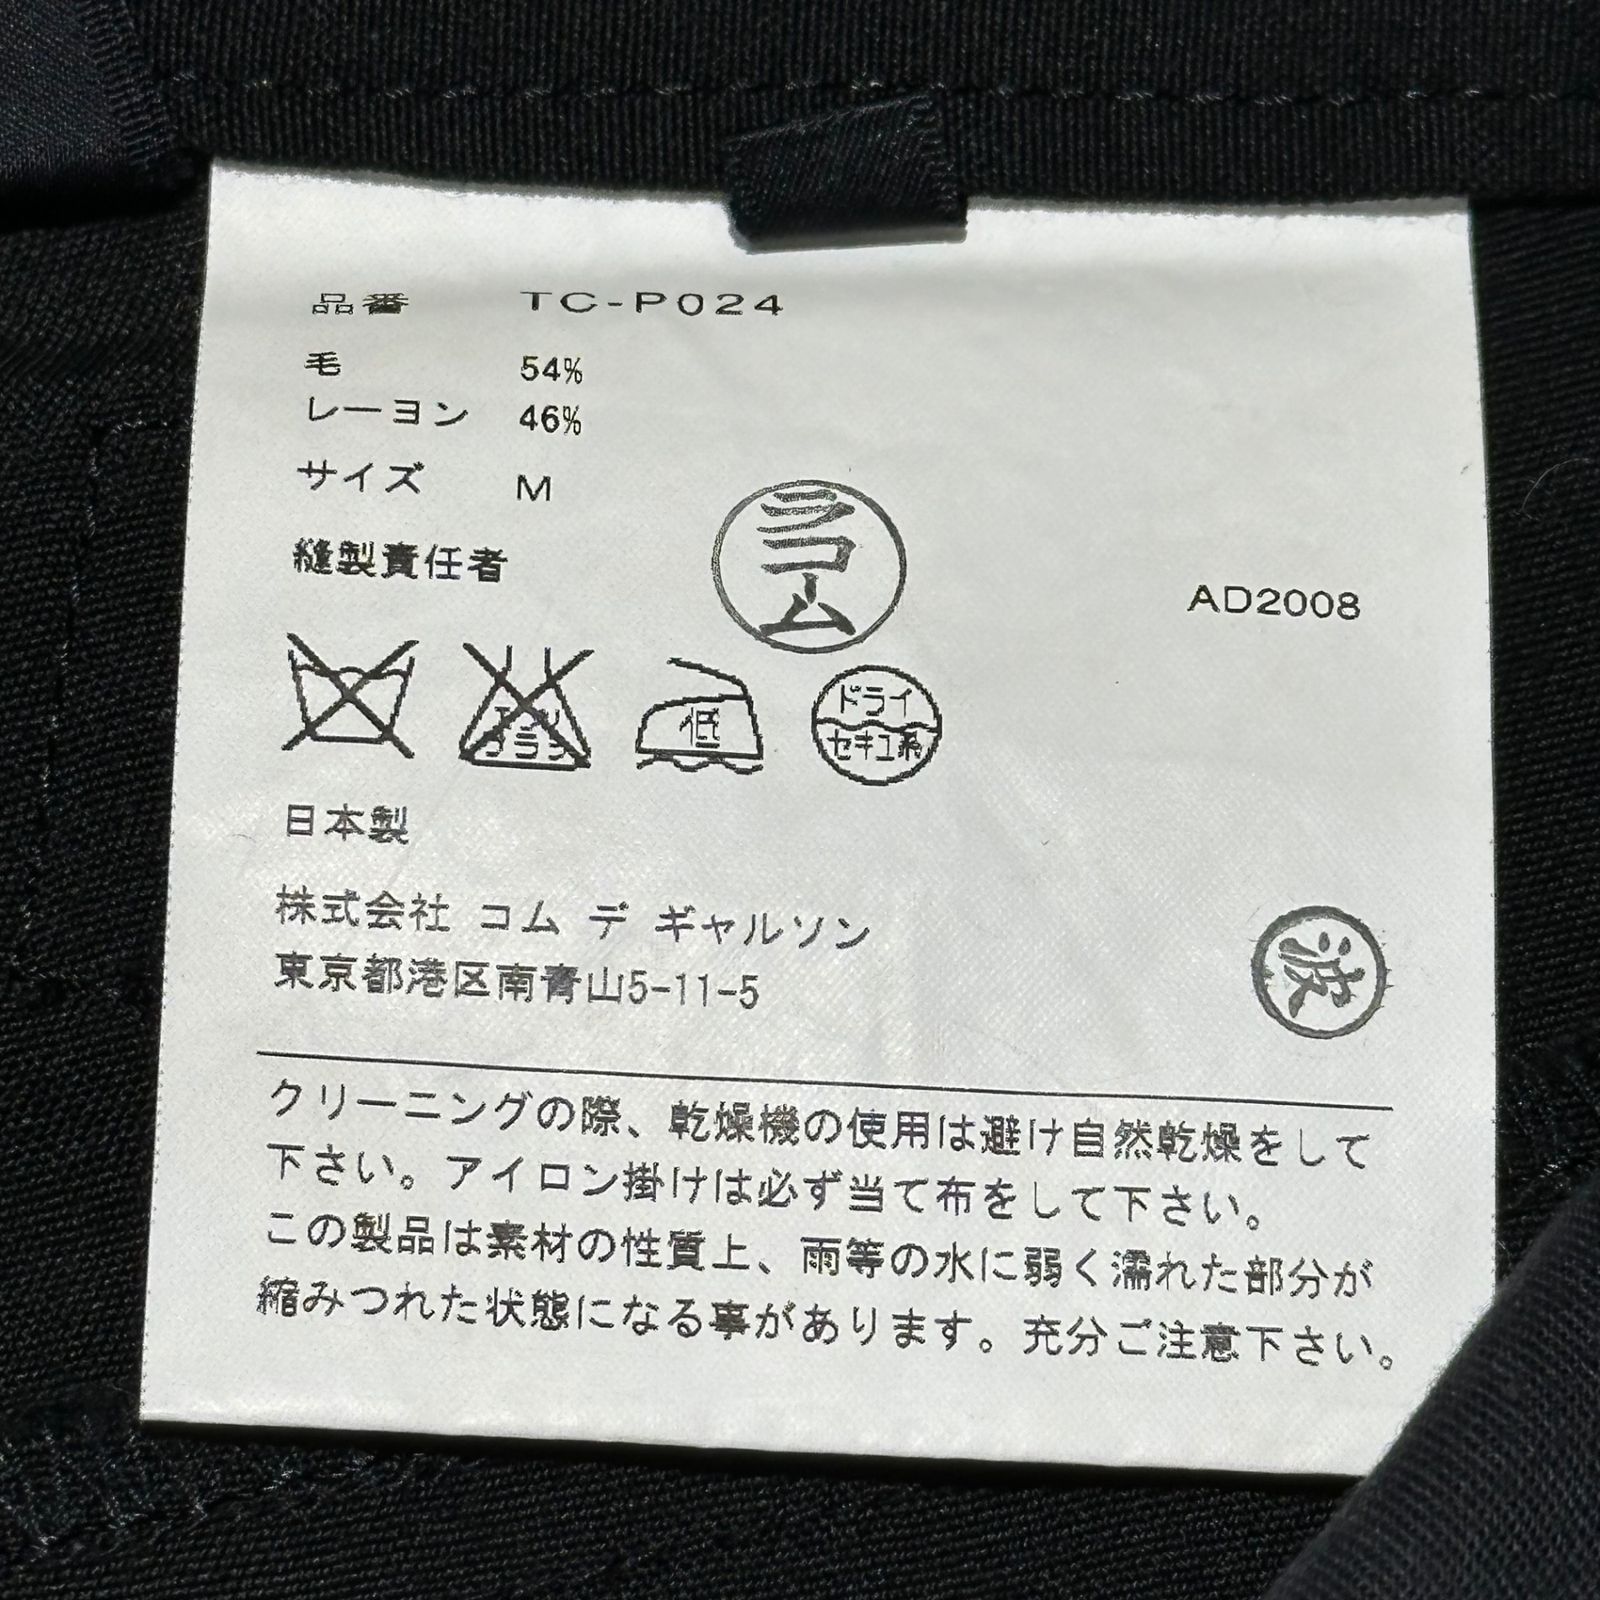 品番 TC-P024
毛 54%
レーヨン 46%
サイズ M
縫製責任者
コム
AD2008
エンソ
サラシ
低
ドライ
セキユ系
日本製
株式会社 コム デ ギャルソン
東京都港区南青山5-11-5
波
クリーニングの際、乾燥機の使用は避け自然乾燥をして
下さい。アイロン掛けは必ず当て布をして下さい。
この製品は素材の性質上、雨等の水に弱く濡れた部分が
縮みつれた状態になる事があります。充分ご注意下さい。